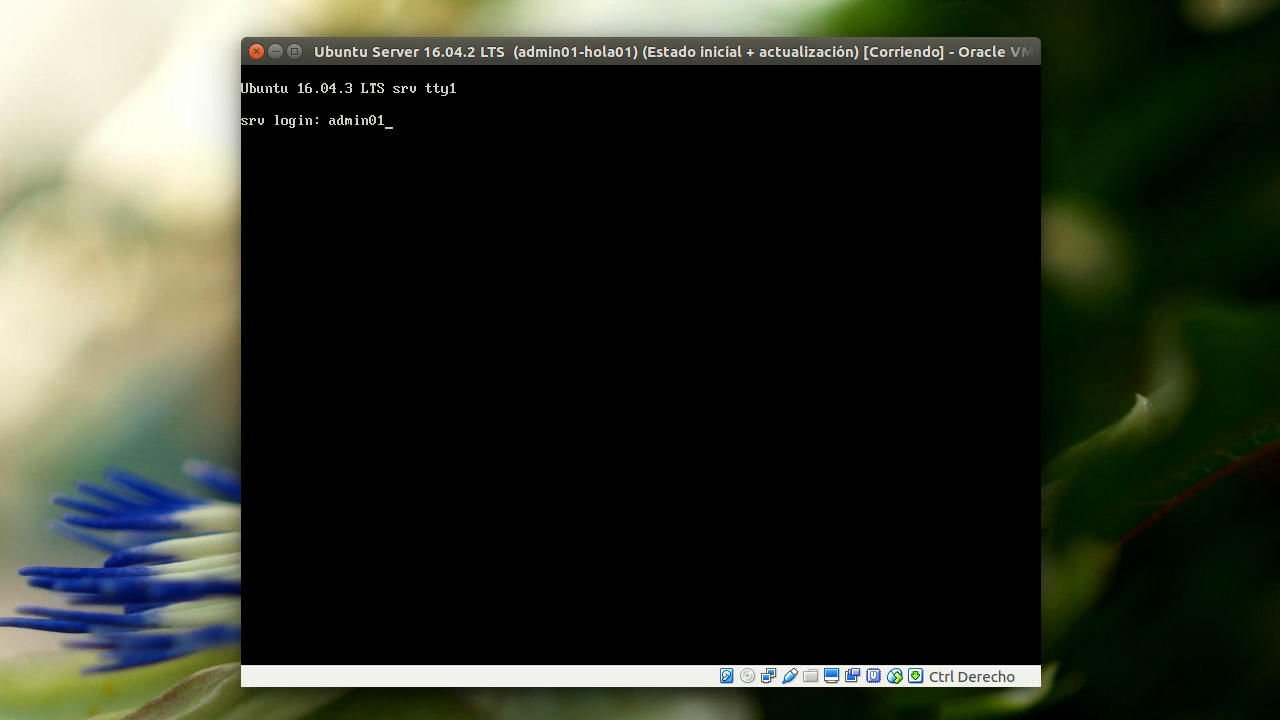 Ubuntu Server 16.04.2 LTS (admin01-hola01) (Estado inicial + actualización) [Corriendo] - Oracle VM
Ubuntu 16.04.3 LTS srv tty1
srv login: admin01_
Ctrl Derecho